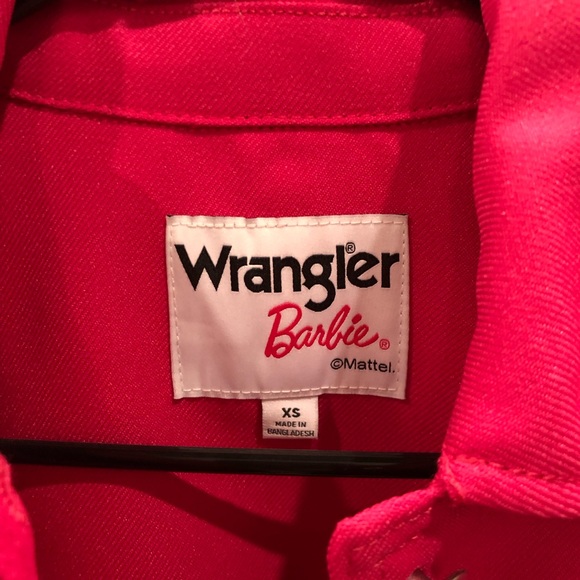 Wrangler®
Barbie®
©Mattel.
XS
MADE IN
BANGLADESH